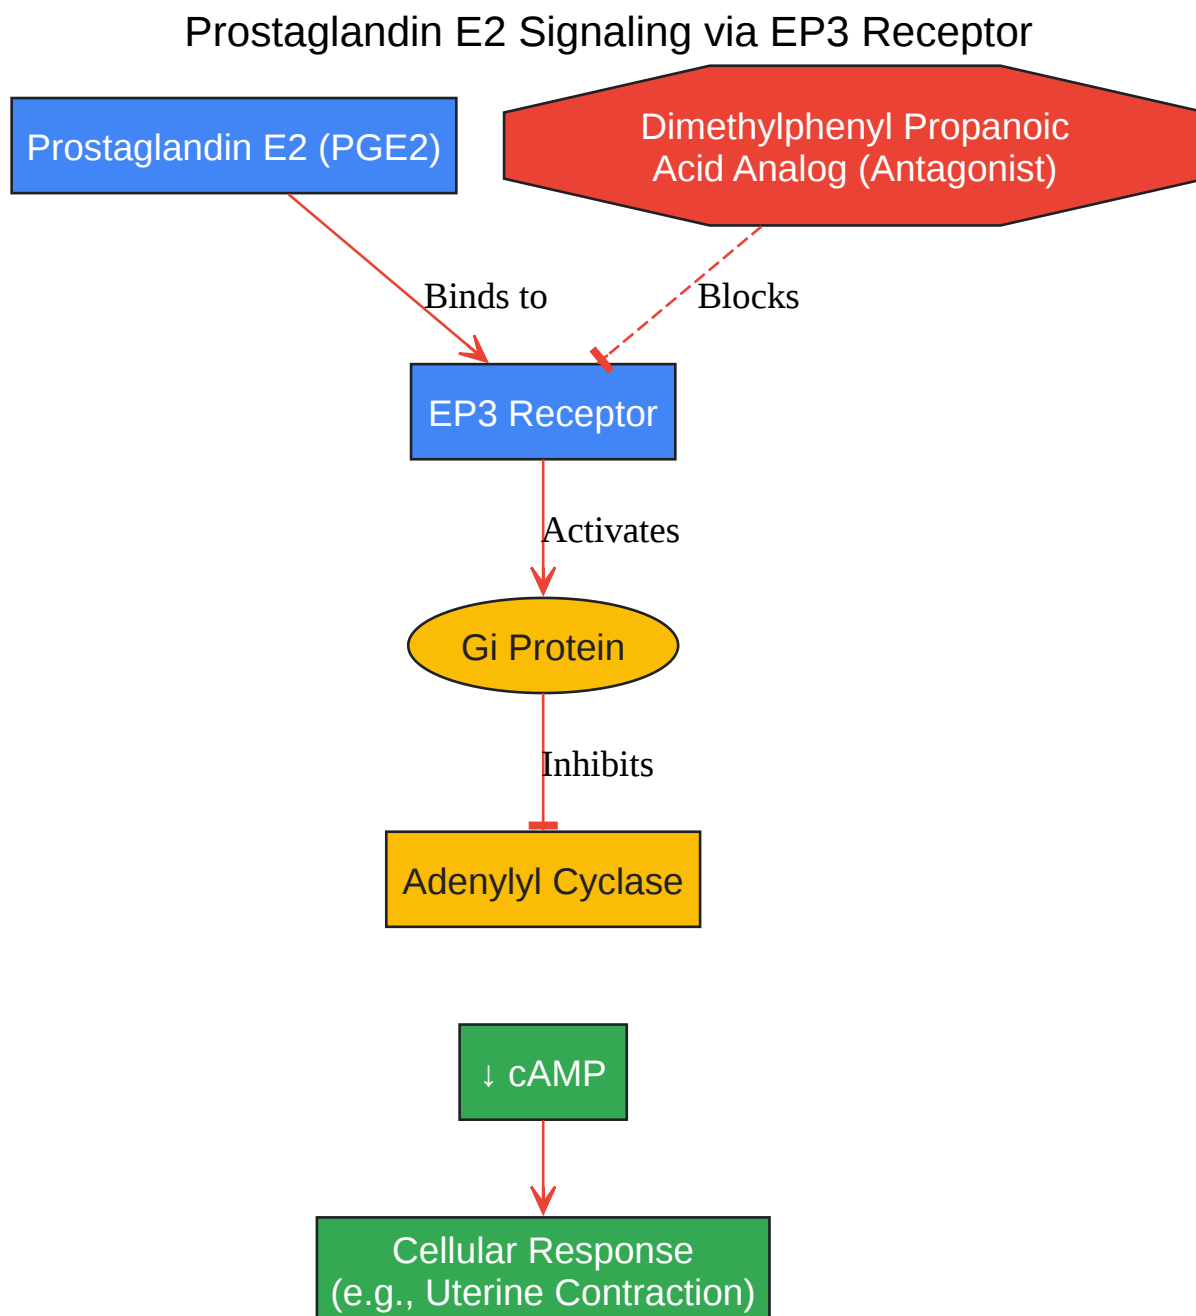 Prostaglandin E2 Signaling via EP3 Receptor
Prostaglandin E2 (PGE2)
Dimethylphenyl Propanoic
Acid Analog (Antagonist)
Binds to
Blocks
EP3 Receptor
Activates
Gi Protein
Inhibits
Adenylyl Cyclase
↓ cAMP
Cellular Response
(e.g., Uterine Contraction)